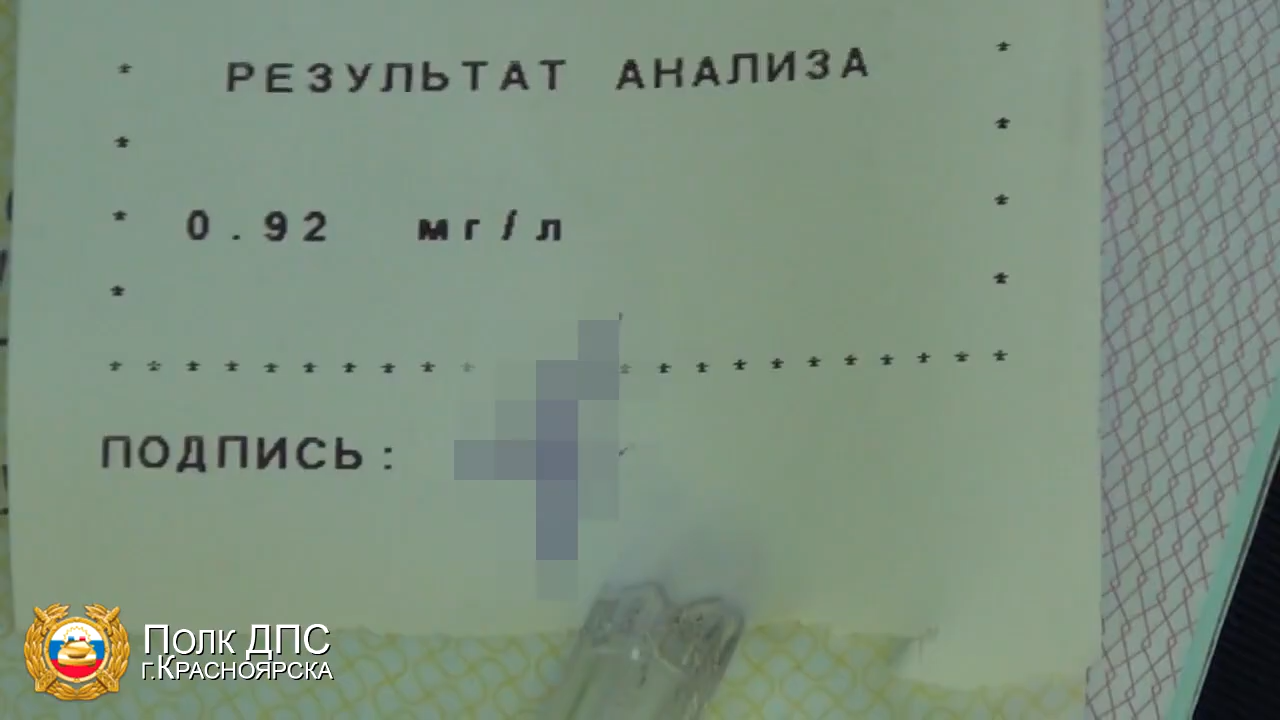 * РЕЗУЛЬТАТ АНАЛИЗА *
* *
* 0.92 мг/л *
* *
* * * * * * * * * * * * * * * * * * * * *
ПОДПИСЬ:
Полк ДПС
г.Красноярска